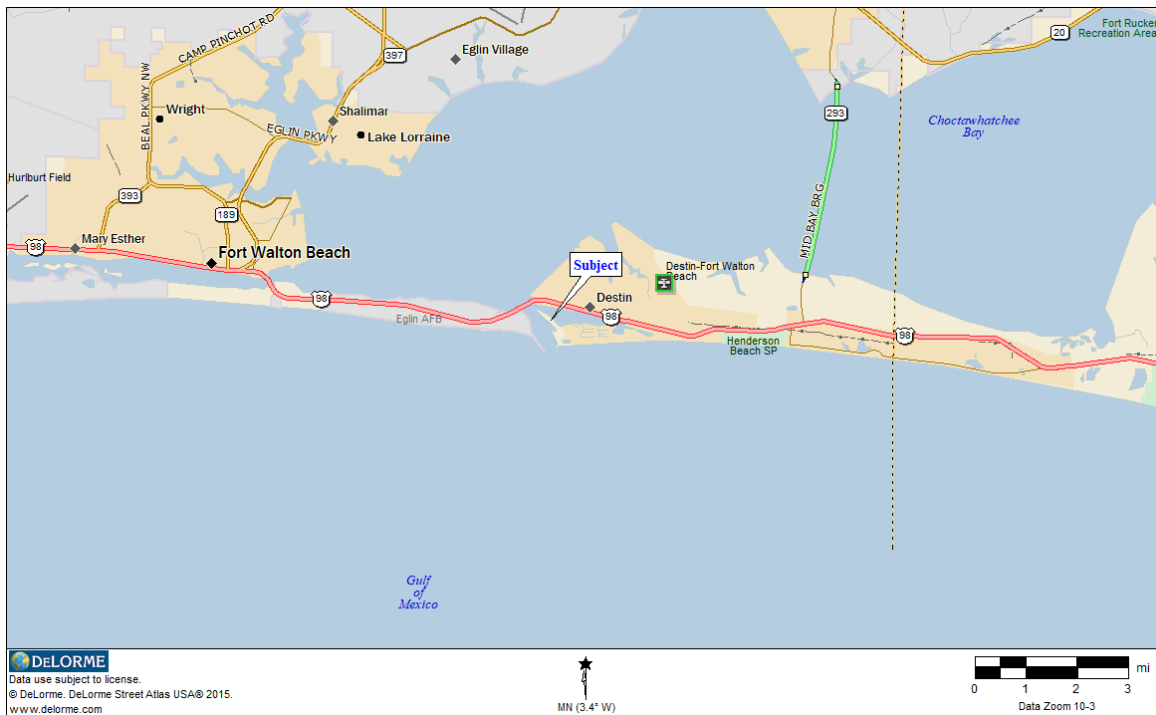 CAMP PINCHOT RD
397
Eglin Village
20
Fort Rucker
Recreation Area
BEAL PKWY NW
Wright
Shalimar
EGLIN PKWY
Lake Lorraine
293
Choctawhatchee
Bay
Hurlburt Field
393
189
MID BAY BRG
98
Mary Esther
Fort Walton Beach
Subject
Destin-Fort Walton
Beach
98
Eglin AFB
Destin
98
98
Henderson
Beach SP
Gulf
of
Mexico
DELORME
Data use subject to license.
© DeLorme. DeLorme Street Atlas USA® 2015.
www.delorme.com
MN (3.4° W)
mi
0 1 2 3
Data Zoom 10-3